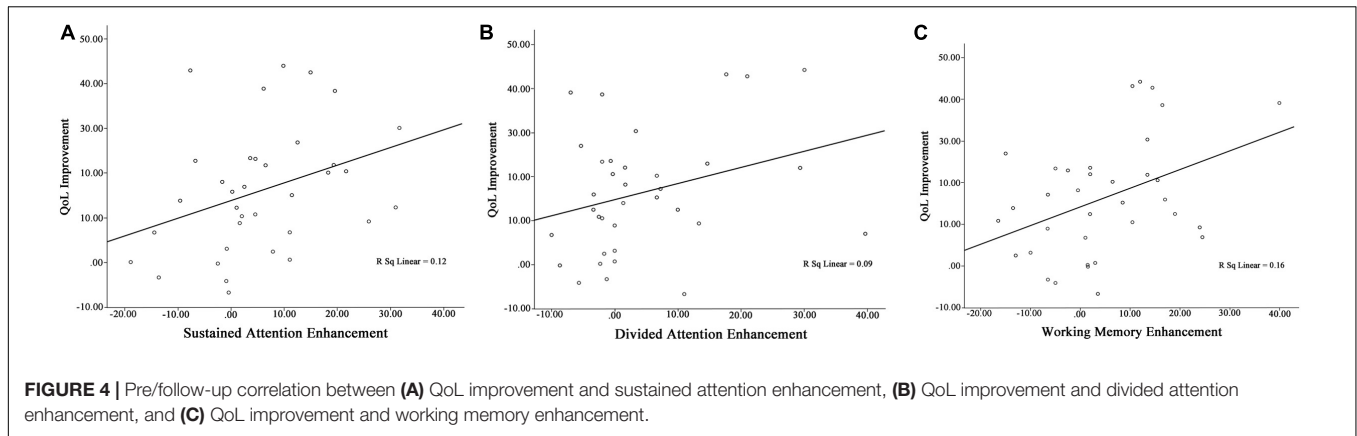 A
QoL Improvement
50.00
40.00
30.00
10.00
10.00
.00
-10.00
R Sq Linear = 0.12
-20.00 -10.00 .00 10.00 20.00 30.00 40.00
Sustained Attention Enhancement
B
QoL Improvement
50.00
40.00
30.00
10.00
10.00
.00
-10.00
R Sq Linear = 0.09
-10.00 .00 10.00 20.00 30.00 40.00
Divided Attention Enhancement
C
QoL Improvement
50.00
40.00
30.00
10.00
10.00
.00
-10.00
R Sq Linear = 0.16
-20.00 -10.00 .00 10.00 20.00 30.00 40.00
Working Memory Enhancement
FIGURE 4 | Pre/follow-up correlation between (A) QoL improvement and sustained attention enhancement, (B) QoL improvement and divided attention
enhancement, and (C) QoL improvement and working memory enhancement.